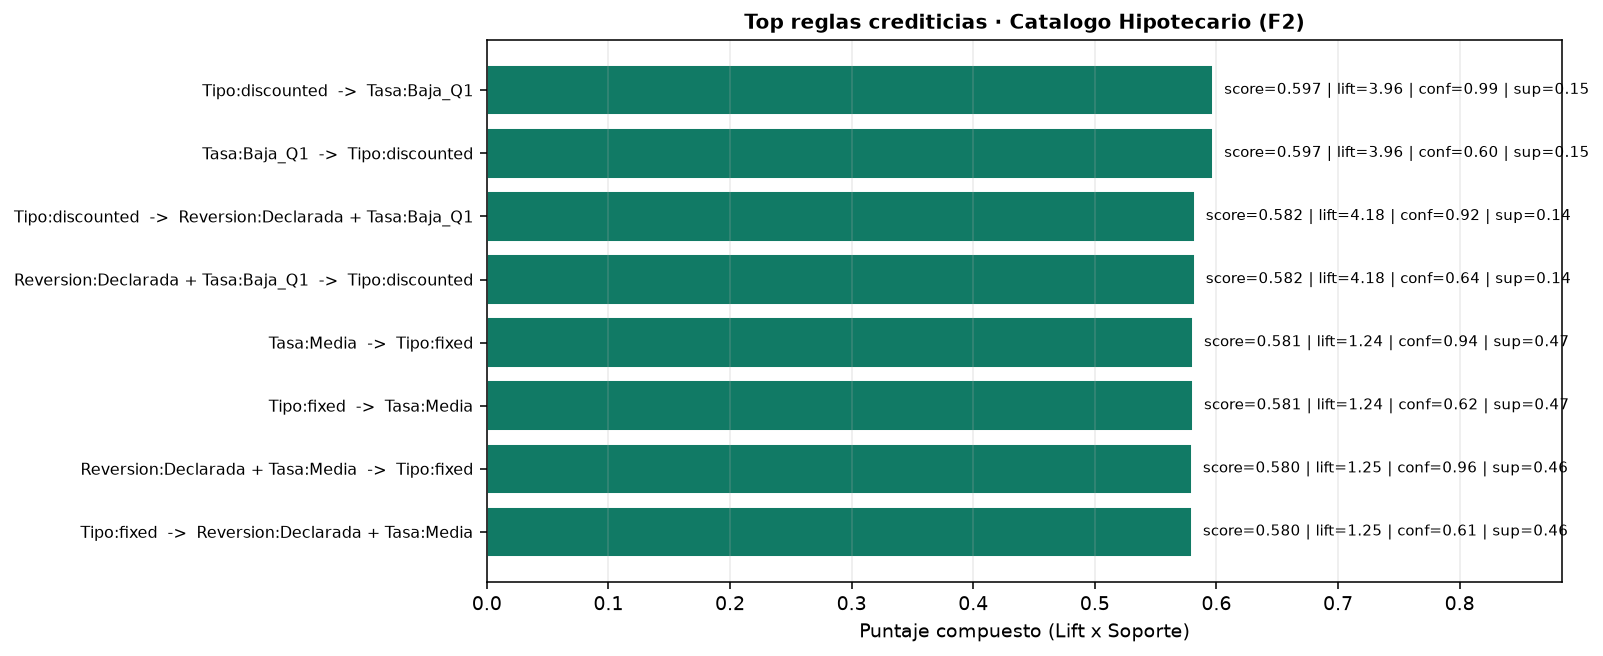 Top reglas crediticias · Catalogo Hipotecario (F2)
Tipo:discounted -> Tasa:Baja_Q1
score=0.597 | lift=3.96 | conf=0.99 | sup=0.15
Tasa:Baja_Q1 -> Tipo:discounted
score=0.597 | lift=3.96 | conf=0.60 | sup=0.15
Tipo:discounted -> Reversion:Declarada + Tasa:Baja_Q1
score=0.582 | lift=4.18 | conf=0.92 | sup=0.14
Reversion:Declarada + Tasa:Baja_Q1 -> Tipo:discounted
score=0.582 | lift=4.18 | conf=0.64 | sup=0.14
Tasa:Media -> Tipo:fixed
score=0.581 | lift=1.24 | conf=0.94 | sup=0.47
Tipo:fixed -> Tasa:Media
score=0.581 | lift=1.24 | conf=0.62 | sup=0.47
Reversion:Declarada + Tasa:Media -> Tipo:fixed
score=0.580 | lift=1.25 | conf=0.96 | sup=0.46
Tipo:fixed -> Reversion:Declarada + Tasa:Media
score=0.580 | lift=1.25 | conf=0.61 | sup=0.46
0.0 0.1 0.2 0.3 0.4 0.5 0.6 0.7 0.8
Puntaje compuesto (Lift x Soporte)